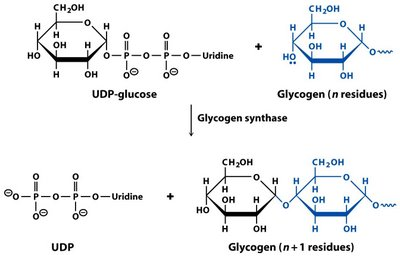 CH₂OH
CH₂OH
H O H O O H O H
H H
OH H O—P—O—P—O—Uridine + OH H O
HO HO
O⊖ O⊖
H OH H OH
UDP-glucose Glycogen (n residues)
Glycogen synthase
CH₂OH CH₂OH
O O H O H H O H
H H
⊖O—P—O—P—O—Uridine + OH H OH H
HO O O
O⊖ O⊖
H OH H OH
UDP Glycogen (n + 1 residues)